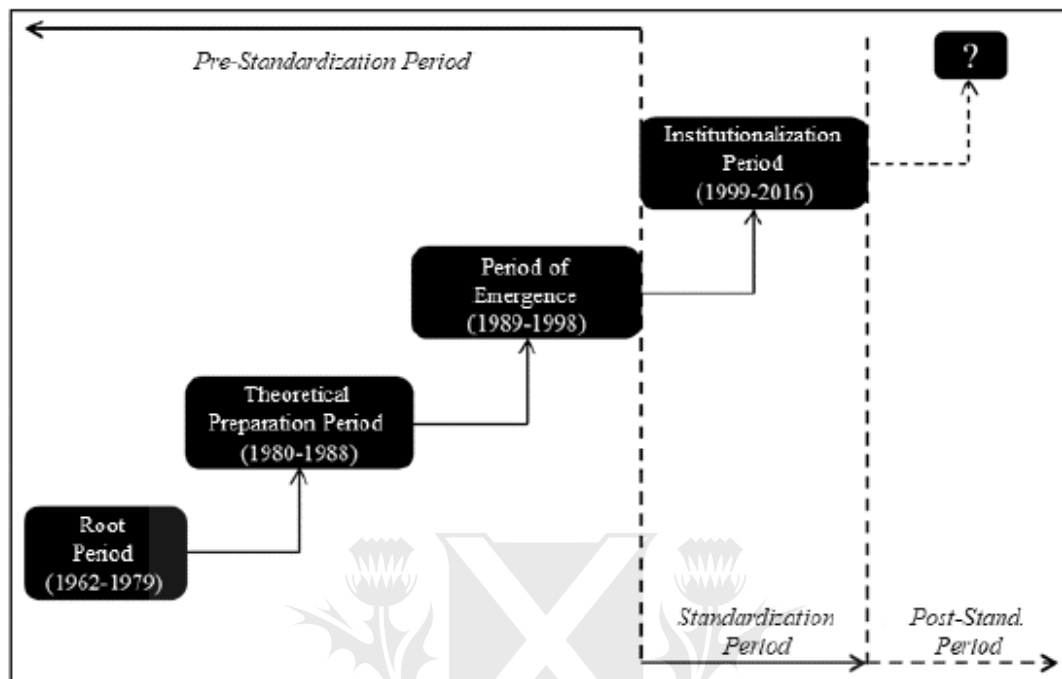 Pre-Standardization Period
?
Institutionalization
Period
(1999-2016)
Period of
Emergence
(1989-1998)
Theoretical
Preparation Period
(1980-1988)
Root
Period
(1962-1979)
Standardization
Period
Post-Stand.
Period